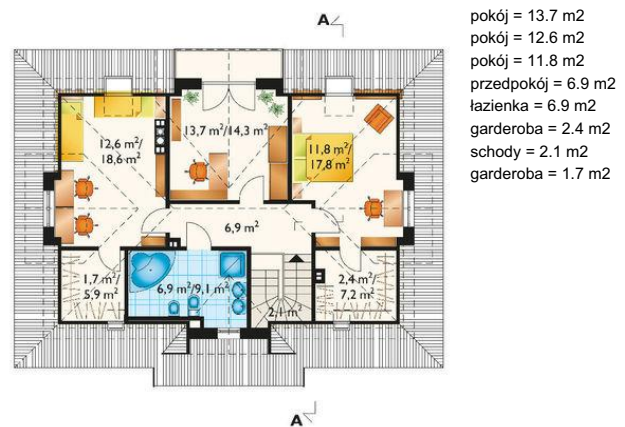 A
pokój = 13.7 m2
pokój = 12.6 m2
pokój = 11.8 m2
przedpokój = 6.9 m2
łazienka = 6.9 m2
garderoba = 2.4 m2
schody = 2.1 m2
garderoba = 1.7 m2
12,6 m²/
18,6 m²
13,7 m²/14,3 m²
11,8 m²/
17,8 m²
6,9 m²
1,7 m²/
5,9 m²
6,9 m²/9,1 m²
2,1 m²
2,4 m²/
7,2 m²
A